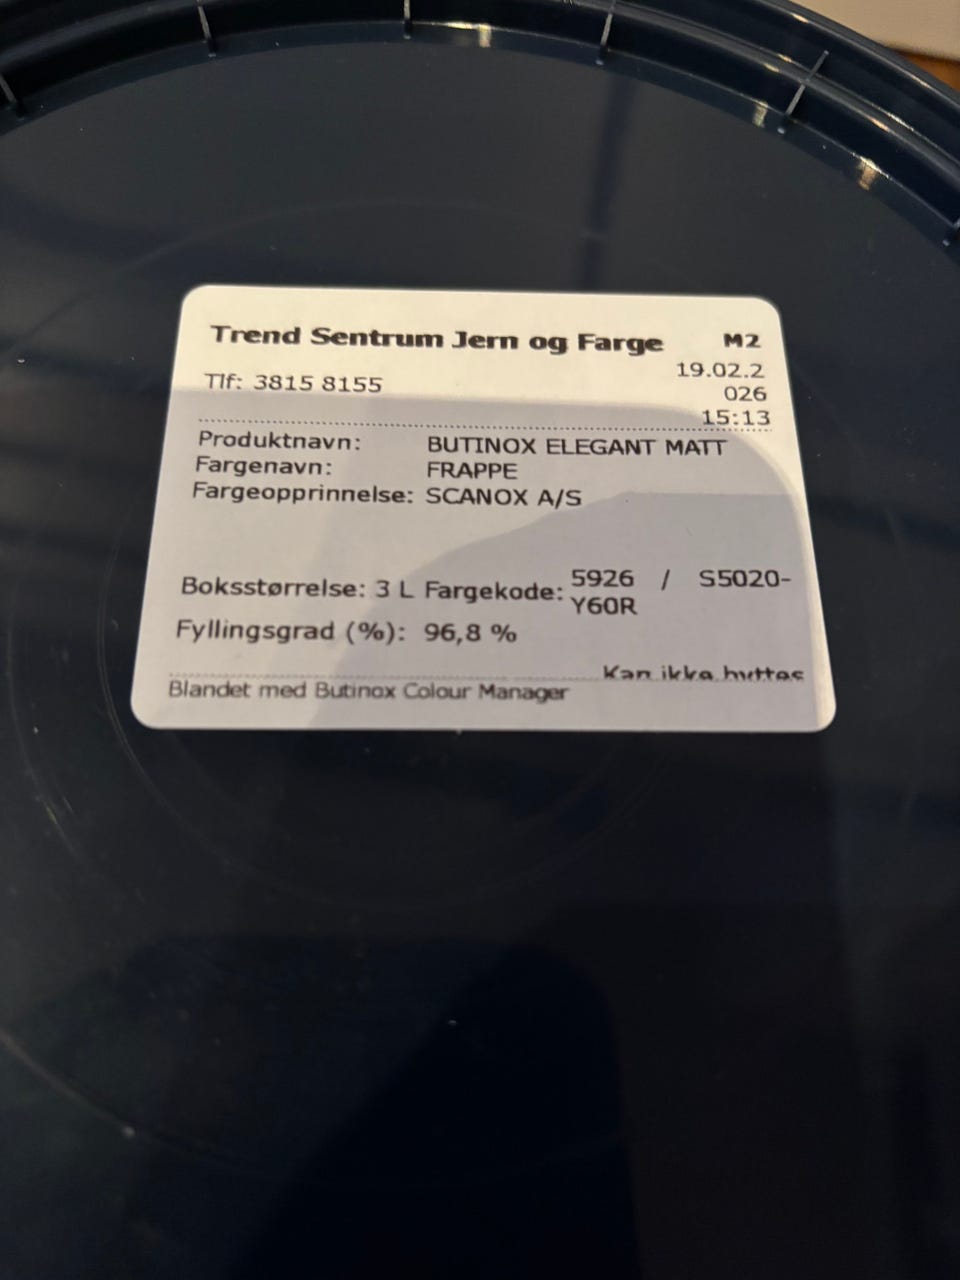 Trend Sentrum Jern og Farge M2
Tlf: 3815 8155 19.02.2
026
15:13
Produktnavn: BUTINOX ELEGANT MATT
Fargenavn: FRAPPE
Fargeopprinnelse: SCANOX A/S
Boksstørrelse: 3 L Fargekode: 5926 / S5020-
Y60R
Fyllingsgrad (%): 96,8 %
Kan ikke byttes
Blandet med Butinox Colour Manager